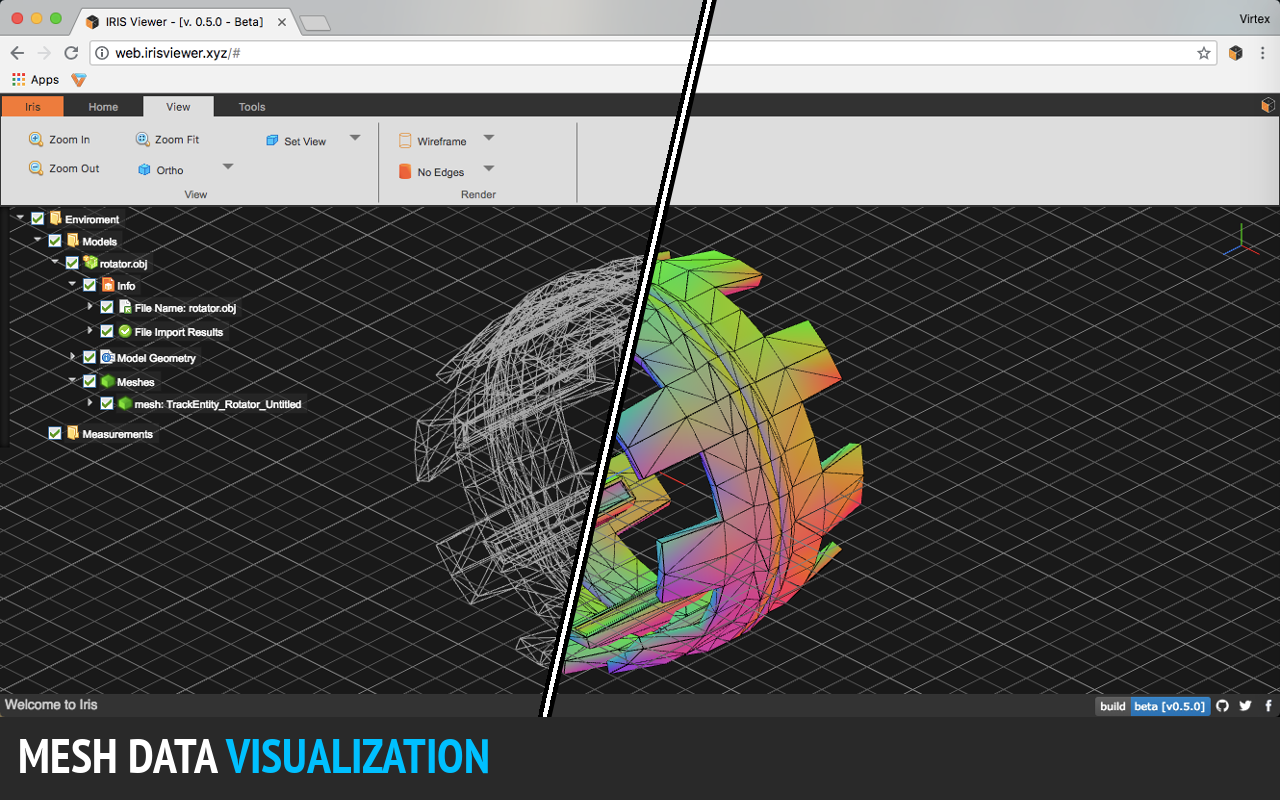 IRIS Viewer - [v. 0.5.0 - Beta]
Virtex
web.irisviewer.xyz/#
Apps
Iris Home View Tools
Zoom In Zoom Fit Set View Wireframe
Zoom Out Ortho No Edges
View Render
Enviroment
Models
rotator.obj
Info
File Name: rotator.obj
File Import Results
Model Geometry
Meshes
mesh: TrackEntity_Rotator_Untitled
Measurements
Welcome to Iris
build beta [v0.5.0]
MESH DATA VISUALIZATION